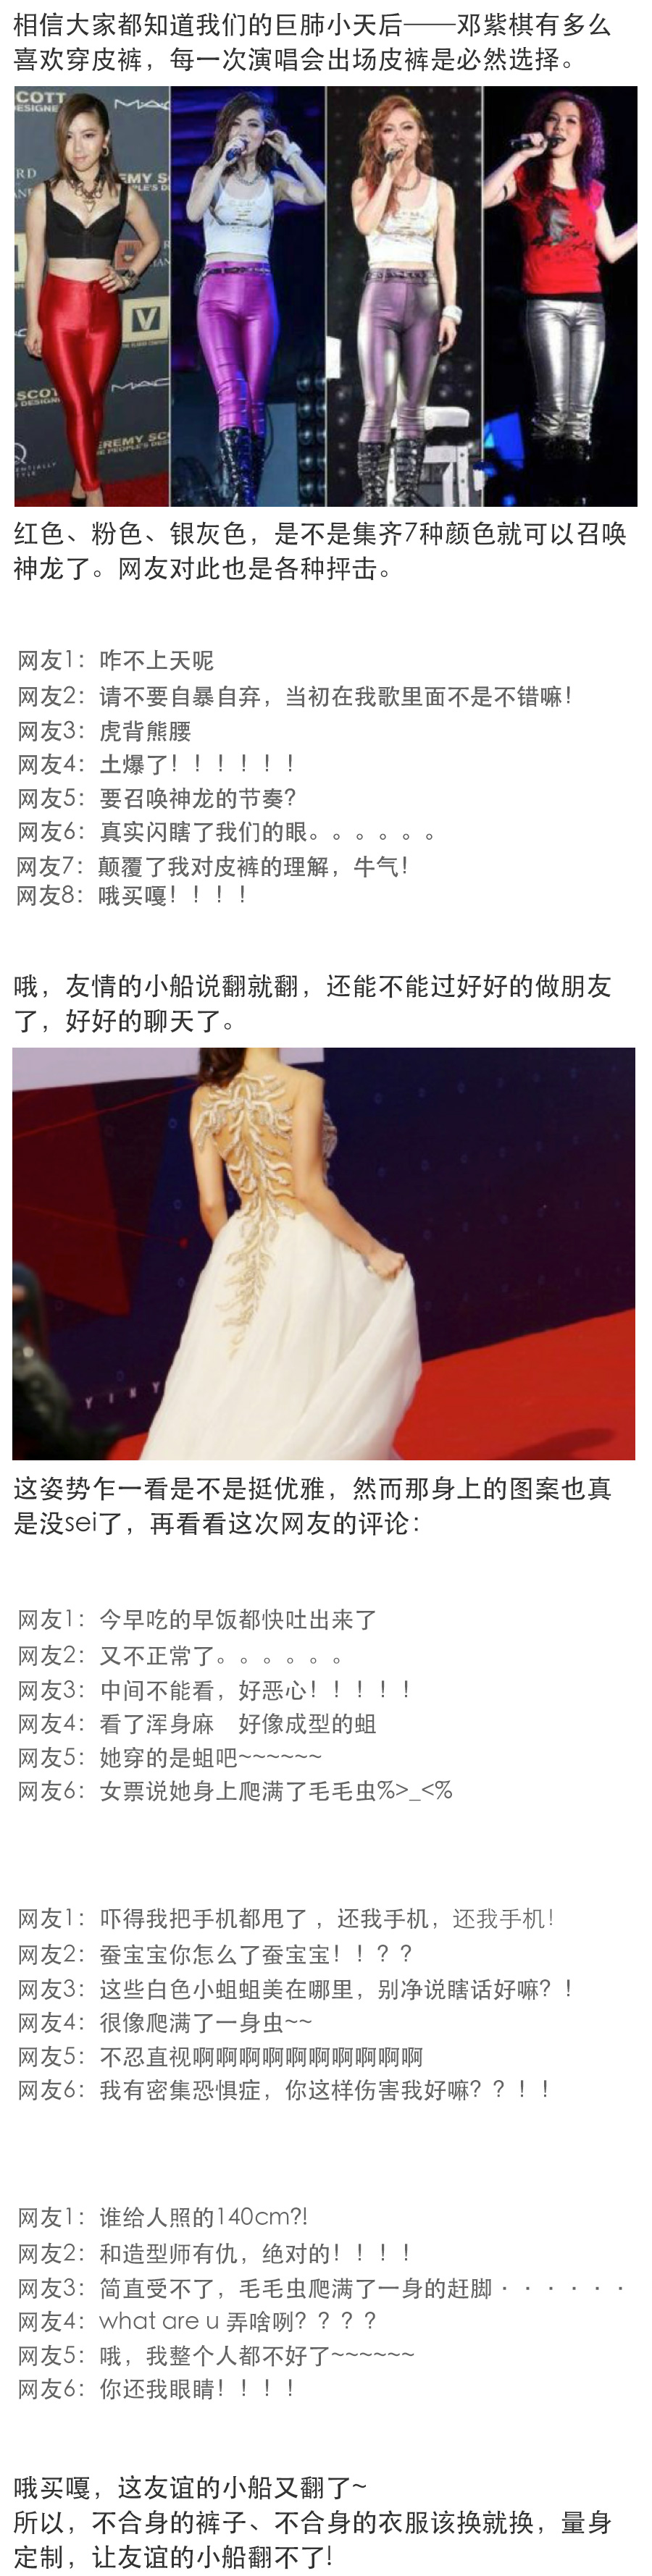 相信大家都知道我们的巨肺小天后——邓紫棋有多么
喜欢穿皮裤，每一次演唱会出场皮裤是必然选择。
COTT
DESIGNE
MAC
EMY SC
PLE'S DE
V
SCOT
DESIGN
MAC
EREMY SC
E PEOPLE'S DES
红色、粉色、银灰色，是不是集齐7种颜色就可以召唤
神龙了。网友对此也是各种抨击。
网友1：咋不上天呢
网友2：请不要自暴自弃，当初在我歌里面不是不错嘛！
网友3：虎背熊腰
网友4：土爆了！！！！！！
网友5：要召唤神龙的节奏？
网友6：真实闪瞎了我们的眼。。。。。。
网友7：颠覆了我对皮裤的理解，牛气！
网友8：哦买嘎！！！！
哦，友情的小船说翻就翻，还能不能过好好的做朋友
了，好好的聊天了。
YINY
这姿势乍一看是不是挺优雅，然而那身上的图案也真
是没sei了，再看看这次网友的评论：
网友1：今早吃的早饭都快吐出来了
网友2：又不正常了。。。。。。
网友3：中间不能看，好恶心！！！！！
网友4：看了浑身麻　好像成型的蛆
网友5：她穿的是蛆吧~~~~~~
网友6：女票说她身上爬满了毛毛虫%>_<%
网友1：吓得我把手机都甩了 ，还我手机，还我手机！
网友2：蚕宝宝你怎么了蚕宝宝！！？？
网友3：这些白色小蛆蛆美在哪里，别净说瞎话好嘛？！
网友4：很像爬满了一身虫~~
网友5：不忍直视啊啊啊啊啊啊啊啊啊啊
网友6：我有密集恐惧症，你这样伤害我好嘛？？！！
网友1：谁给人照的140cm?!
网友2：和造型师有仇，绝对的！！！！
网友3：简直受不了，毛毛虫爬满了一身的赶脚······
网友4：what are u 弄啥咧？？？？
网友5：哦，我整个人都不好了~~~~~~
网友6：你还我眼睛！！！！
哦买嘎，这友谊的小船又翻了~
所以，不合身的裤子、不合身的衣服该换就换，量身
定制，让友谊的小船翻不了!